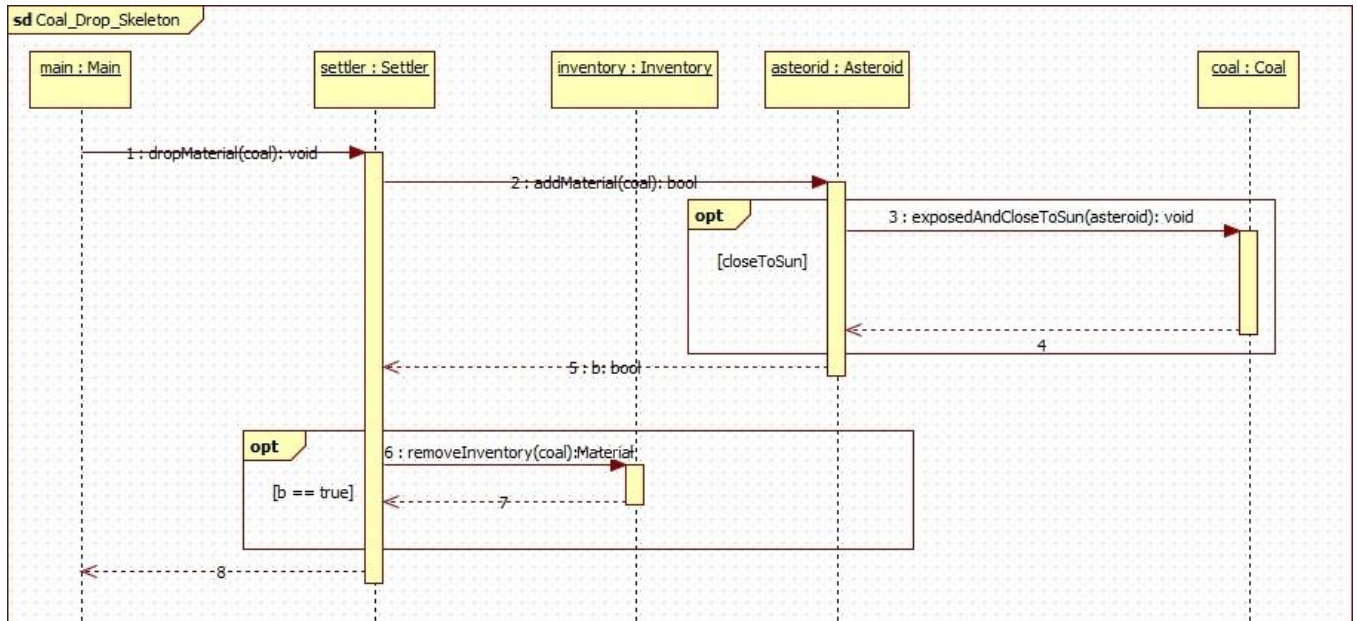 sd Coal_Drop_Skeleton
main : Main
settler : Settler
inventory : Inventory
asteorid : Asteroid
coal : Coal
1 : dropMaterial(coal): void
2 : addMaterial(coal): bool
opt
3 : exposedAndCloseToSun(asteroid): void
[closeToSun]
4
5 : b: bool
opt
6 : removeInventory(coal):Material
[b == true]
7
8